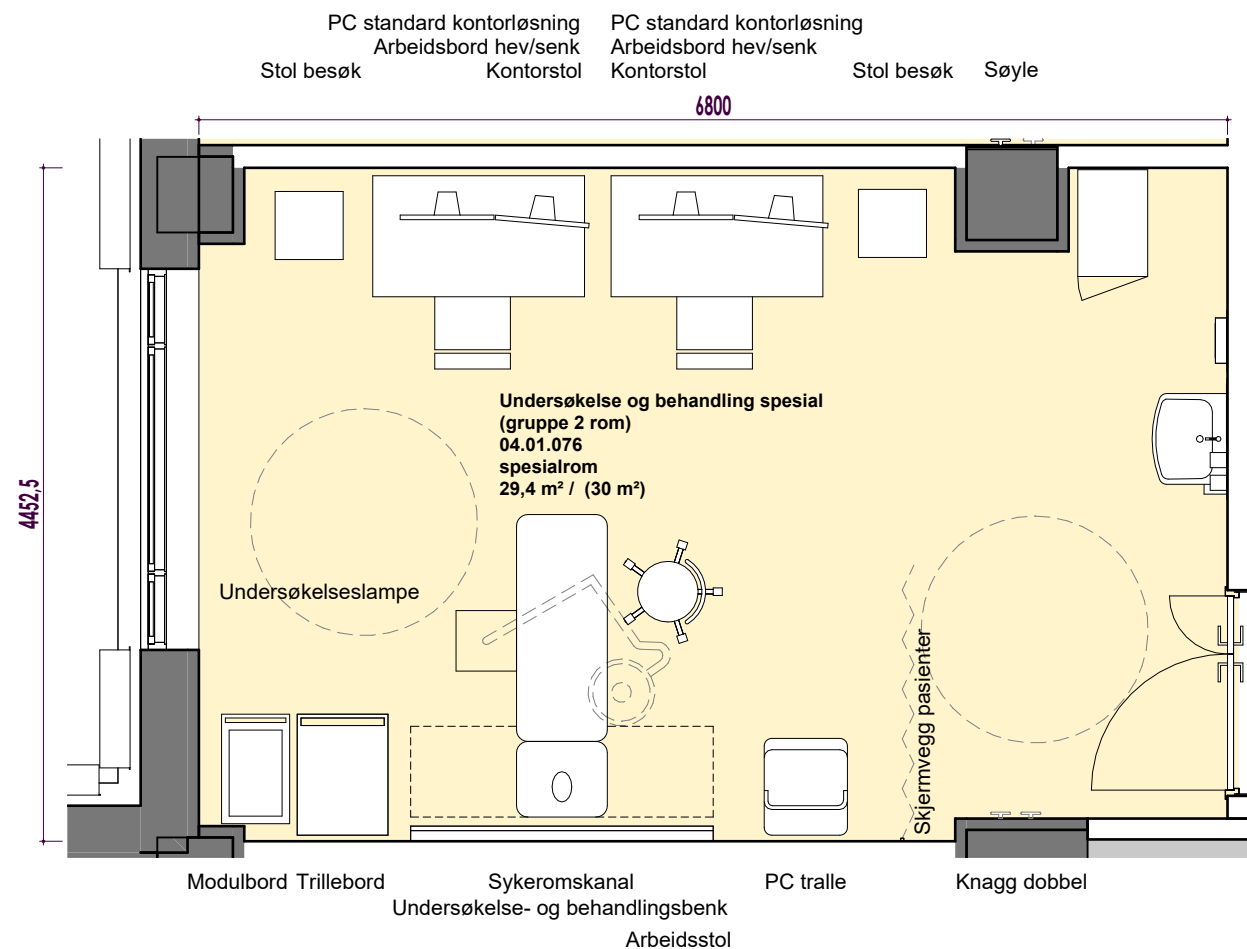 PC standard kontorløsning
Arbeidsbord hev/senk
Kontorstol
PC standard kontorløsning
Arbeidsbord hev/senk
Kontorstol
Stol besøk
Stol besøk
Søyle
6800
4452,5
Undersøkelse og behandling spesial
(gruppe 2 rom)
04.01.076
spesialrom
29,4 m² / (30 m²)
Undersøkelseslampe
Skjermvegg pasienter
Modulbord
Trillebord
Sykeromskanal
PC tralle
Knagg dobbel
Undersøkelse- og behandlingsbenk
Arbeidsstol